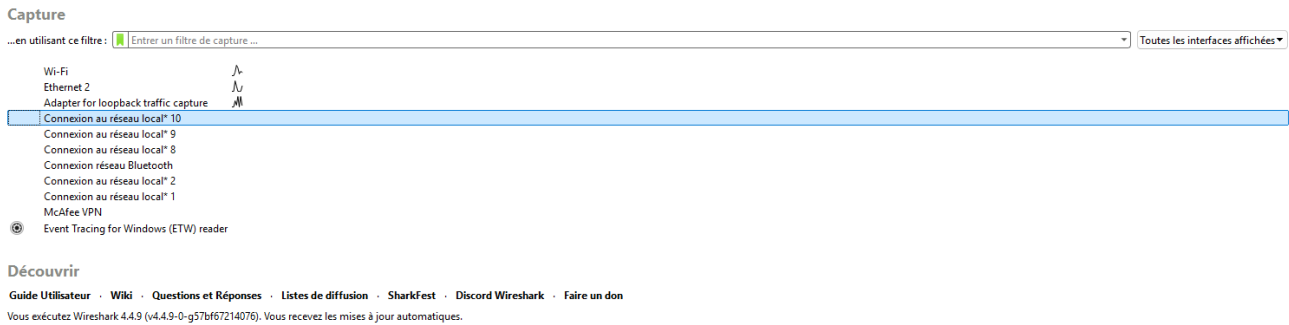 Capture
...en utilisant ce filtre : Entrer un filtre de capture ... Toutes les interfaces affichées
Wi-Fi
Ethernet 2
Adapter for loopback traffic capture
Connexion au réseau local* 10
Connexion au réseau local* 9
Connexion au réseau local* 8
Connexion réseau Bluetooth
Connexion au réseau local* 2
Connexion au réseau local* 1
McAfee VPN
Event Tracing for Windows (ETW) reader
Découvrir
Guide Utilisateur · Wiki · Questions et Réponses · Listes de diffusion · SharkFest · Discord Wireshark · Faire un don
Vous exécutez Wireshark 4.4.9 (v4.4.9-0-g57bf67214076). Vous recevez les mises à jour automatiques.